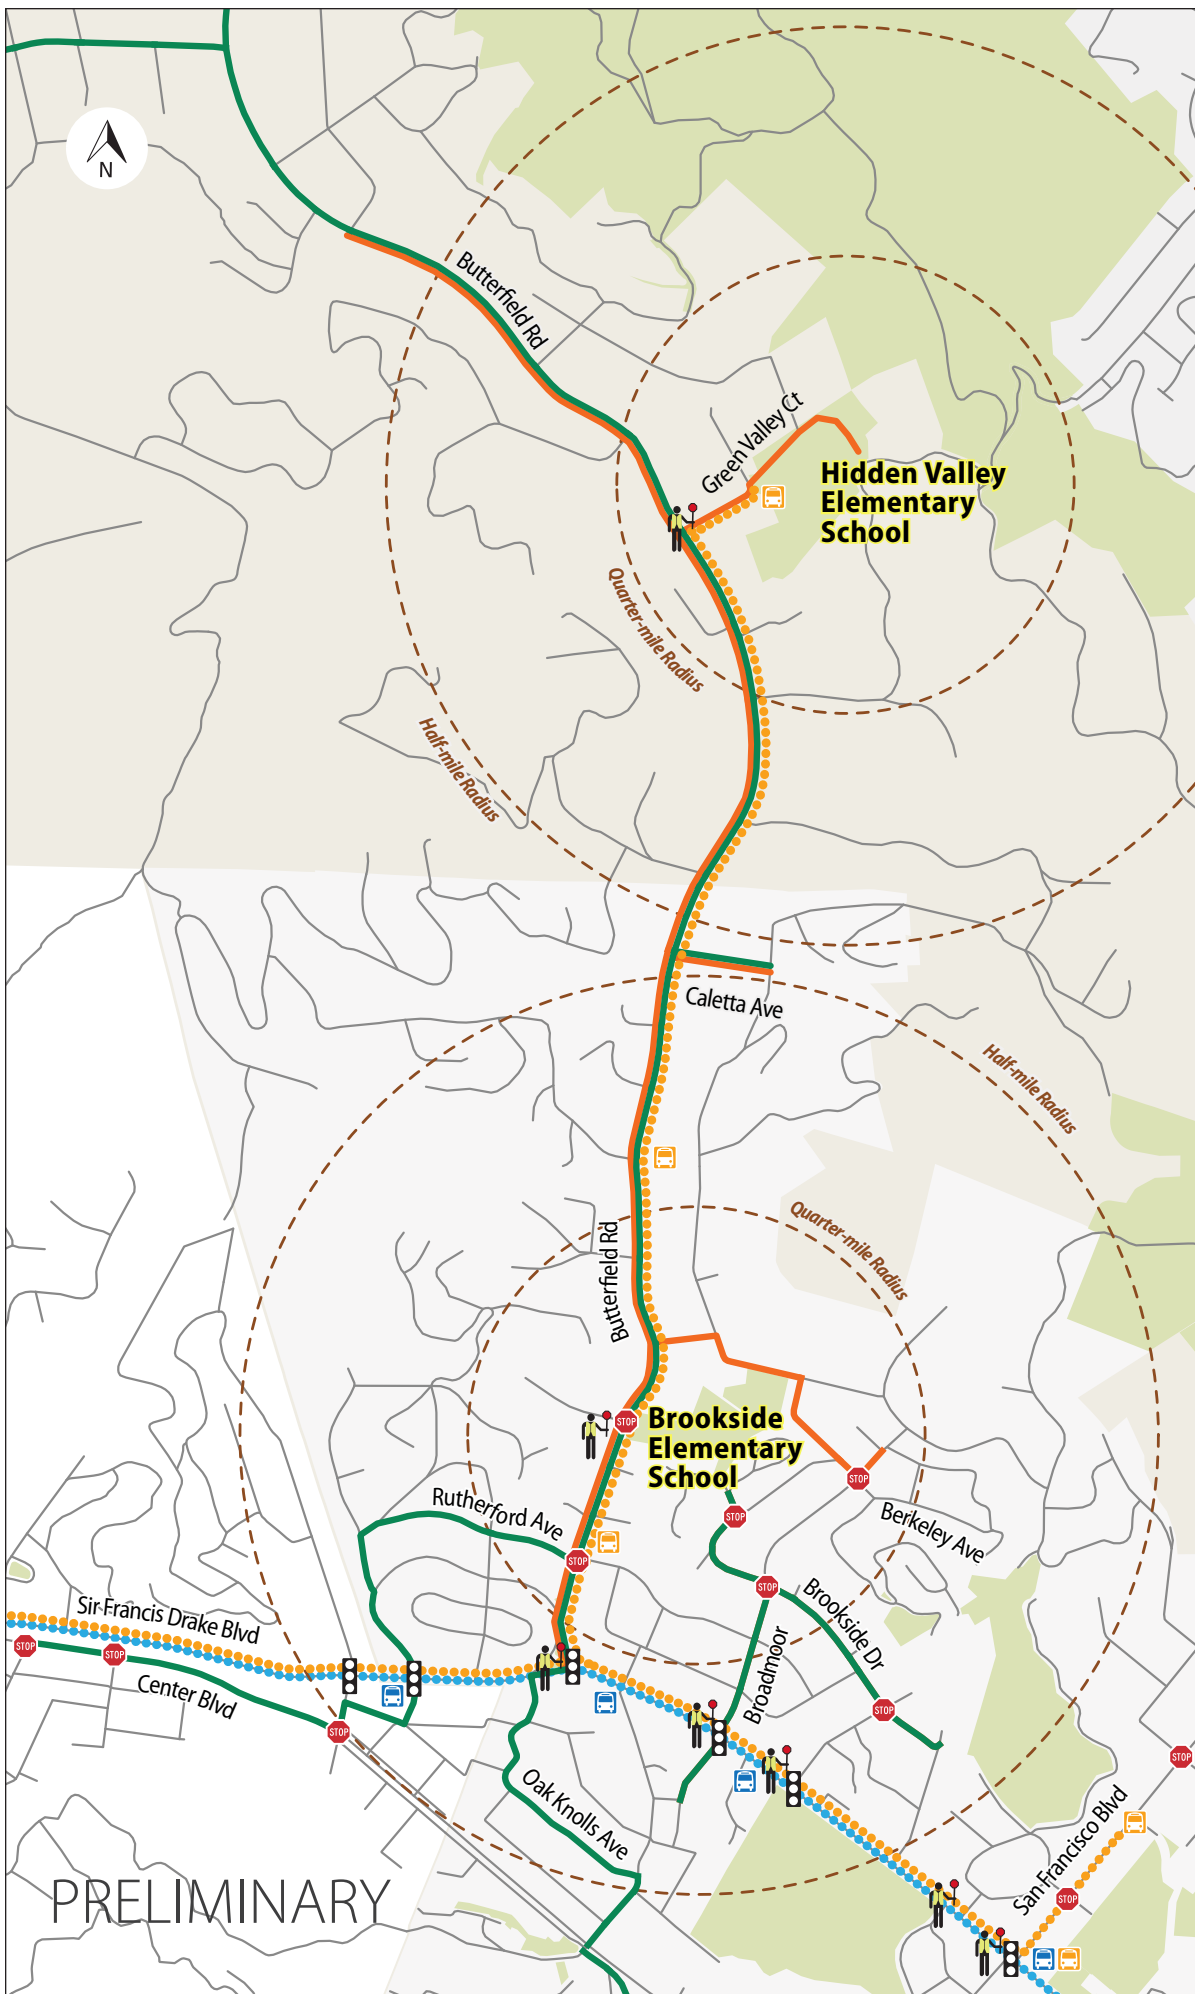 N
Butterfield Rd
Green Valley Ct
Hidden Valley
Elementary
School
Quarter-mile Radius
Half-mile Radius
Caletta Ave
Half-mile Radius
Quarter-mile Radius
Butterfield Rd
STOP
Brookside
Elementary
School
STOP
Rutherford Ave
STOP
Berkeley Ave
STOP
STOP
Brookside Dr
Sir Francis Drake Blvd
STOP
STOP
Center Blvd
Broadmoor
STOP
STOP
STOP
Oak Knolls Ave
San Francisco Blvd
STOP
PRELIMINARY